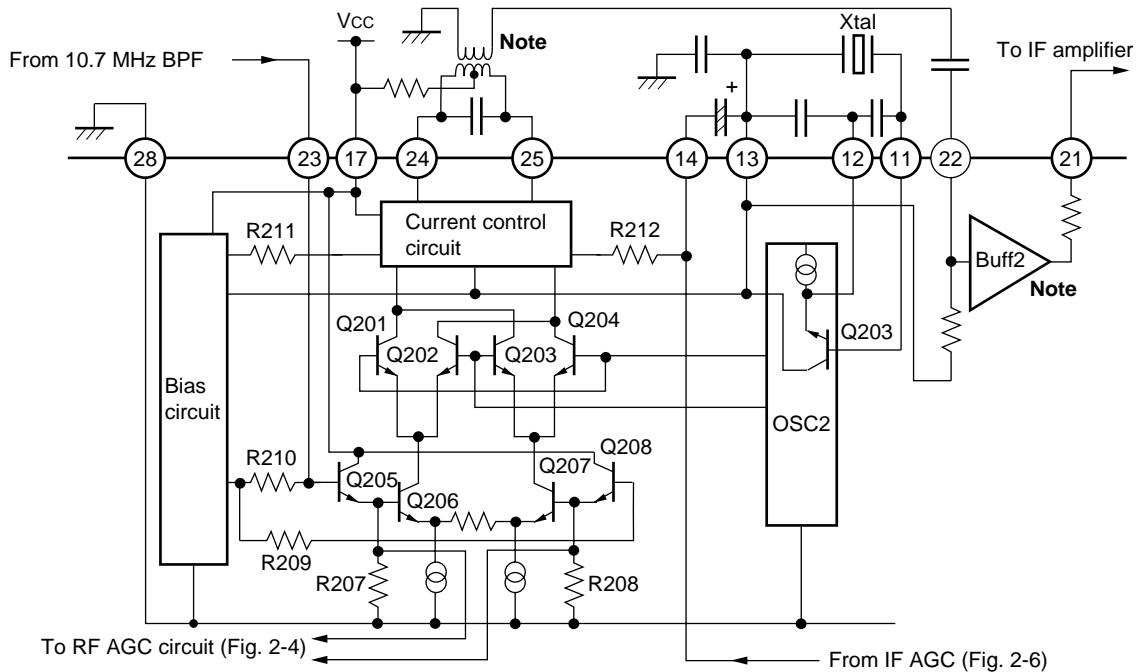 Xtal
Vcc
Note
To IF amplifier
From 10.7 MHz BPF
+
28
23
17
24
25
14
13
12
11
22
21
R211
Current control
circuit
R212
Buff2
Note
Q201
Q204
Q202
Q203
Q203
Bias
circuit
OSC2
R210
Q208
Q205
Q207
Q206
R209
R207
R208
To RF AGC circuit (Fig. 2-4)
From IF AGC (Fig. 2-6)